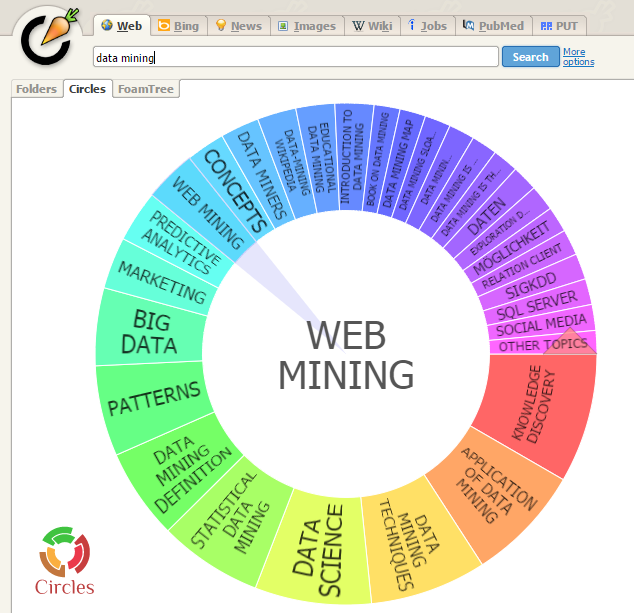 Web Bing News Images Wiki Jobs PubMed PUT
data mining Search More
options
Folders Circles FoamTree
WEB
MINING
KNOWLEDGE
DISCOVERY
APPLICATION
OF DATA
MINING
DATA
MINING
TECHNIQUES
DATA
SCIENCE
STATISTICAL
DATA
MINING
DATA
MINING
DEFINITION
PATTERNS
BIG
DATA
MARKETING
PREDICTIVE
ANALYTICS
WEB MINING
CONCEPTS
DATA MINERS
DATA-MINING
WIKIPEDIA
EDUCATIONAL
DATA MINING
INTRODUCTION TO
DATA MINING
BOOK ON DATA MINING
DATA MINING MAP
DATA MINING SLOA...
DATA MININ...
DATA MINING IS ...
DATA MINING IS TH...
DATEN
EXPLORATION D...
MÖGLICHKEIT
RELATION CLIENT
SIGKDD
SQL SERVER
SOCIAL MEDIA
OTHER TOPICS
Circles